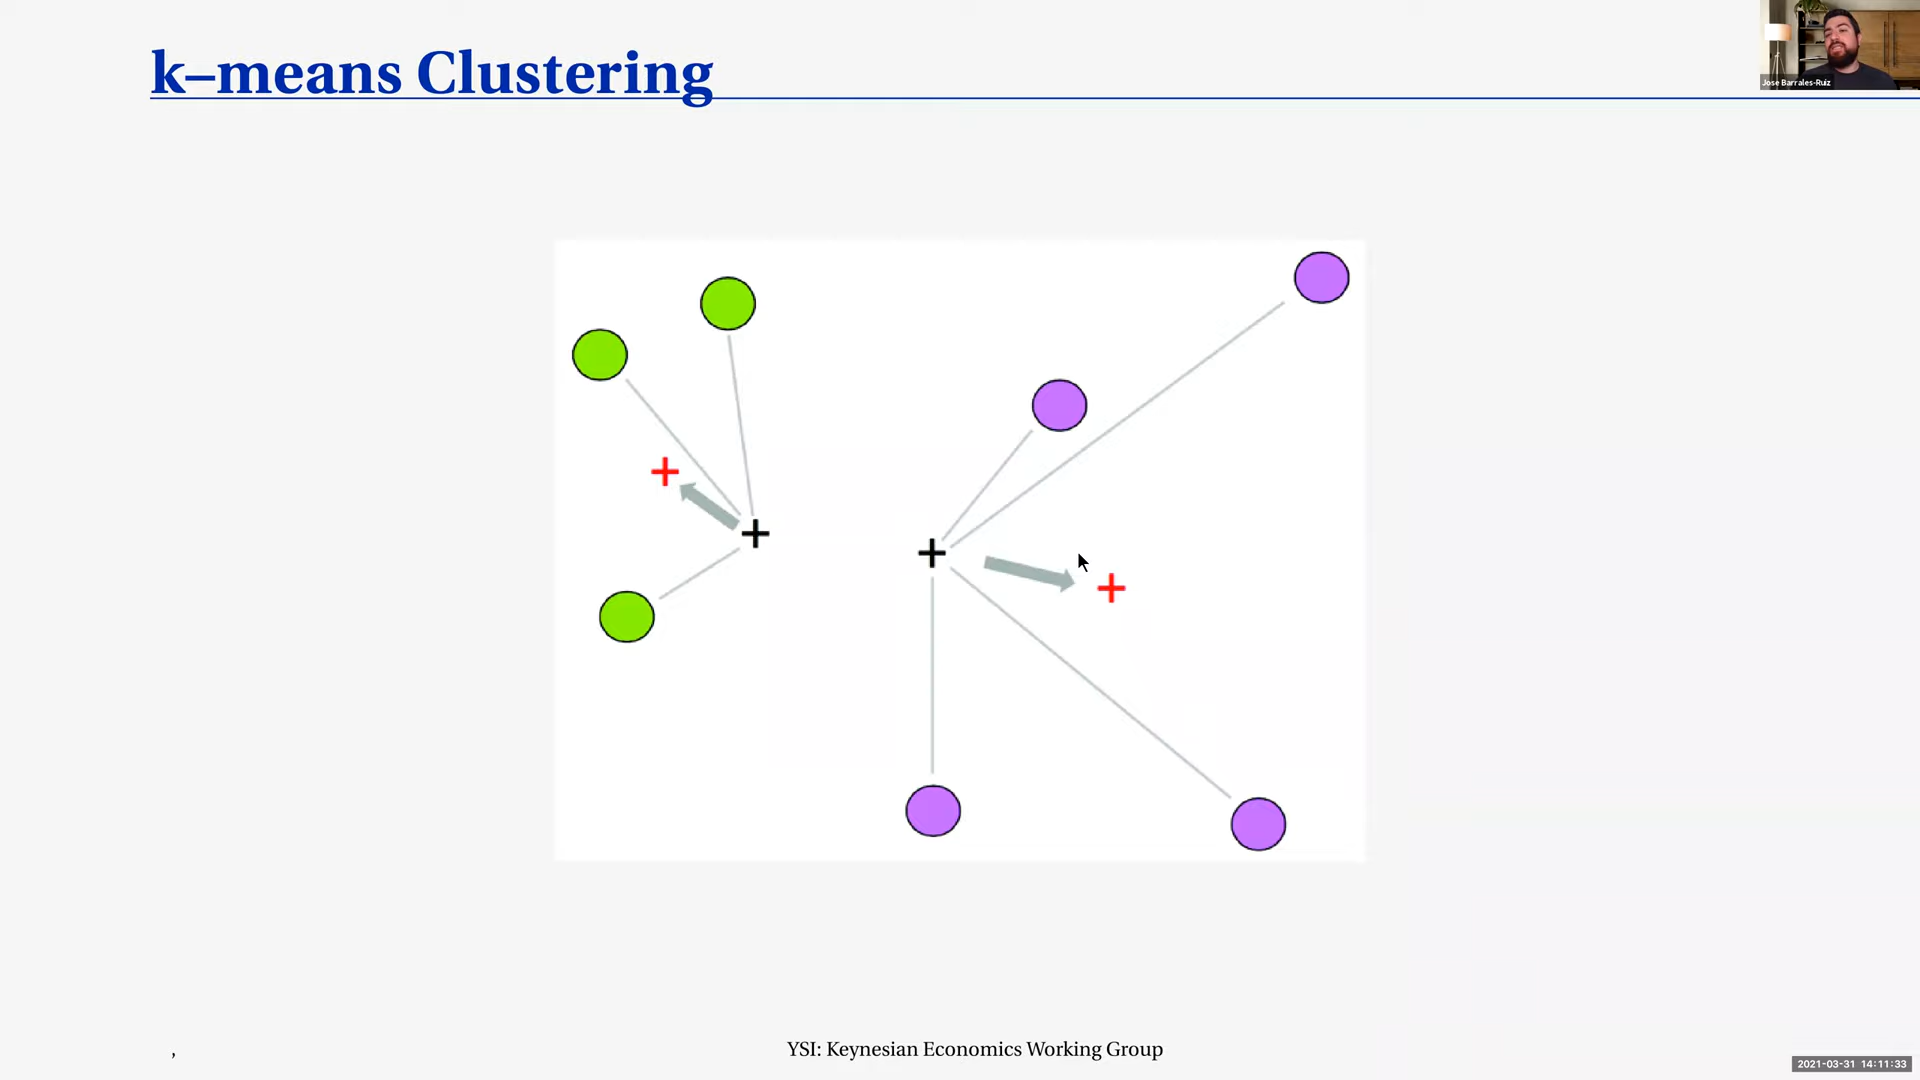 k–means Clustering
Jose Barrales-Ruiz
,
YSI: Keynesian Economics Working Group
2021-03-31 14:11:33